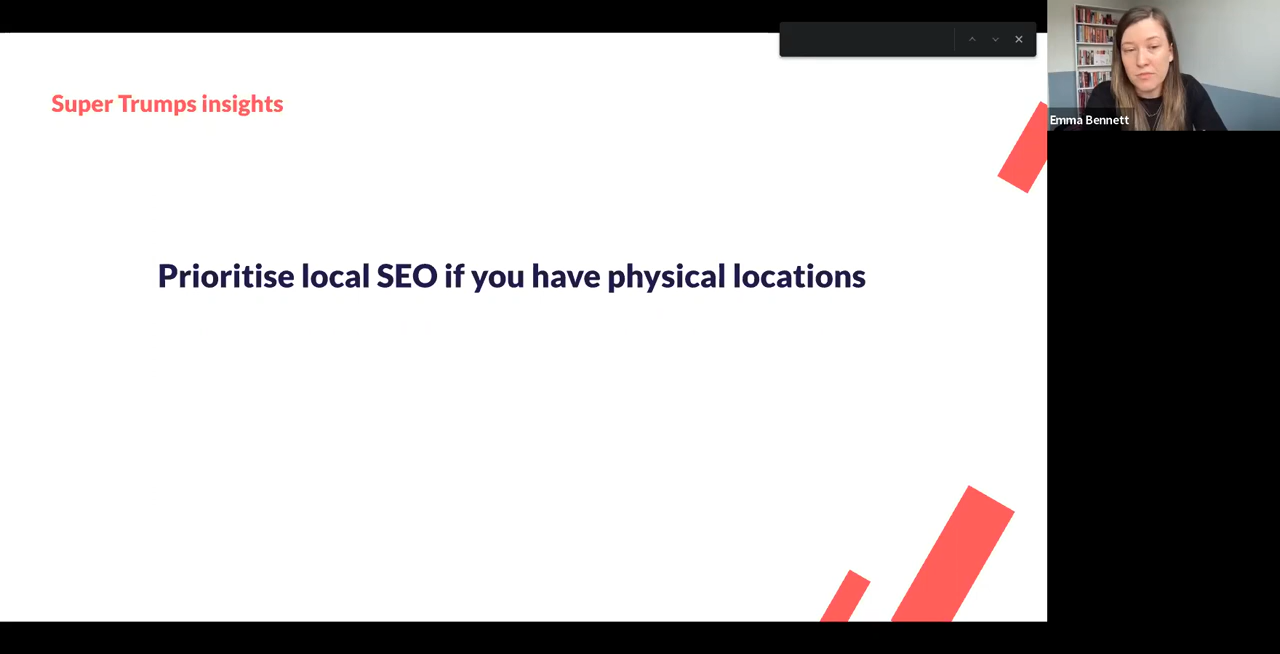 Super Trumps insights
Prioritise local SEO if you have physical locations
Emma Bennett